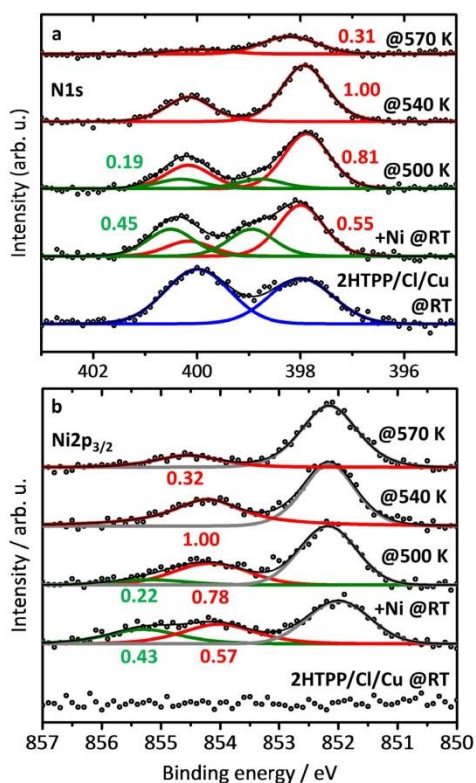 a
0.31
@570 K
N1s
1.00
@540 K
0.19
0.81
@500 K
0.45
0.55
+Ni @RT
2HTPP/Cl/Cu
@RT
Intensity (arb. u.)
402 400 398 396
b
Ni2p3/2
@570 K
0.32
@540 K
1.00
@500 K
0.22 0.78
+Ni @RT
0.43 0.57
2HTPP/Cl/Cu @RT
Intensity / arb. u.
857 856 855 854 853 852 851 850
Binding energy / eV